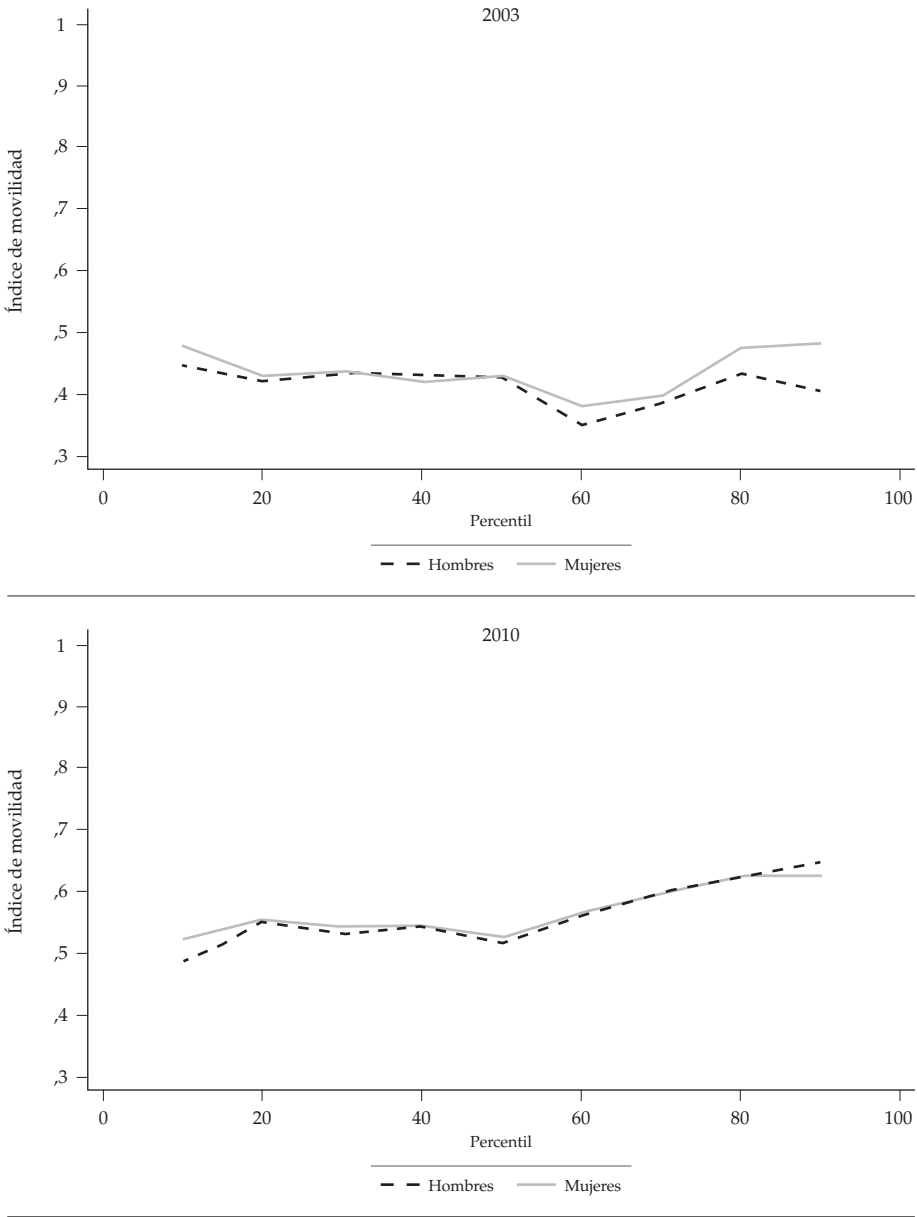 2003
Índice de movilidad
1
,9
,8
,7
,6
,5
,4
,3
0 20 40 60 80 100
Percentil
Hombres Mujeres
2010
Índice de movilidad
1
,9
,8
,7
,6
,5
,4
,3
0 20 40 60 80 100
Percentil
Hombres Mujeres